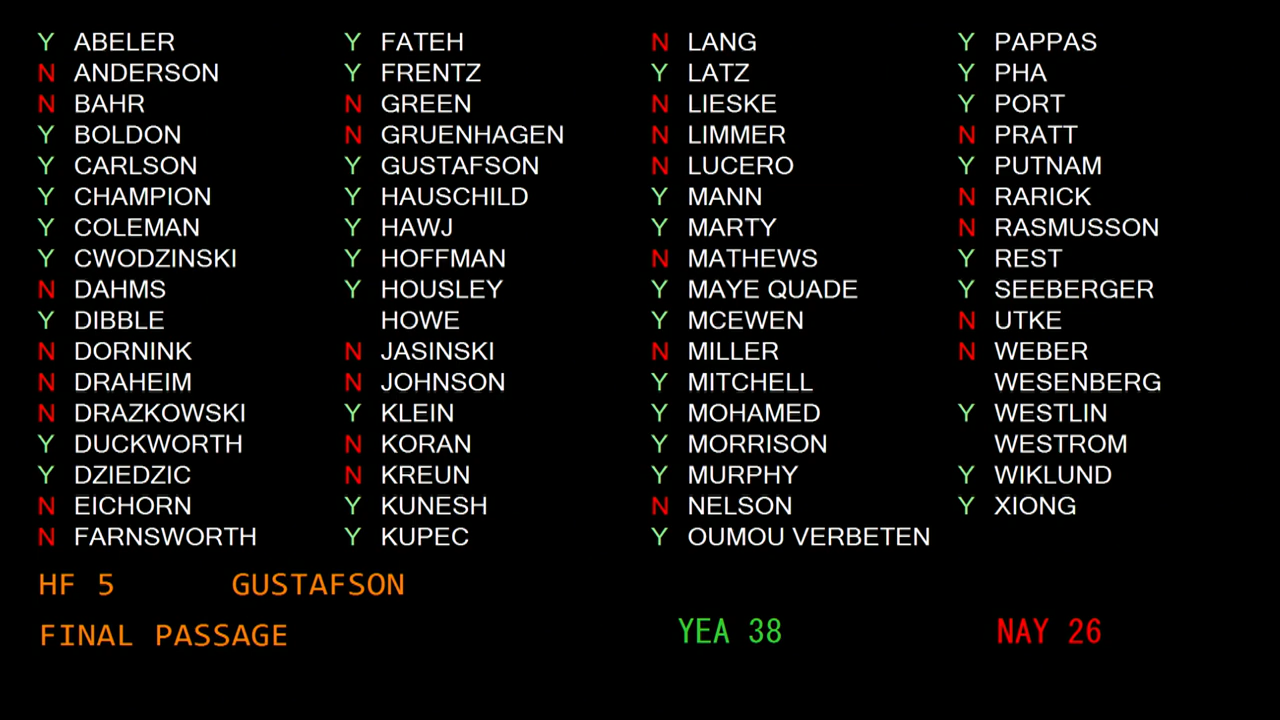 Y ABELER Y FATEH N LANG Y PAPPAS
N ANDERSON Y FRENTZ Y LATZ Y PHA
N BAHR N GREEN N LIESKE Y PORT
Y BOLDON N GRUENHAGEN N LIMMER N PRATT
Y CARLSON Y GUSTAFSON N LUCERO Y PUTNAM
Y CHAMPION Y HAUSCHILD Y MANN N RARICK
Y COLEMAN Y HAWJ Y MARTY N RASMUSSON
Y CWODZINSKI Y HOFFMAN N MATHEWS Y REST
N DAHMS Y HOUSLEY Y MAYE QUADE Y SEEBERGER
Y DIBBLE HOWE Y MCEWEN N UTKE
N DORNINK N JASINSKI N MILLER N WEBER
N DRAHEIM N JOHNSON Y MITCHELL WESENBERG
N DRAZKOWSKI Y KLEIN Y MOHAMED Y WESTLIN
Y DUCKWORTH N KORAN Y MORRISON WESTROM
Y DZIEDZIC N KREUN Y MURPHY Y WIKLUND
N EICHORN Y KUNESH N NELSON Y XIONG
N FARNSWORTH Y KUPEC Y OUMOU VERBETEN
HF 5 GUSTAFSON
FINAL PASSAGE YEA 38 NAY 26